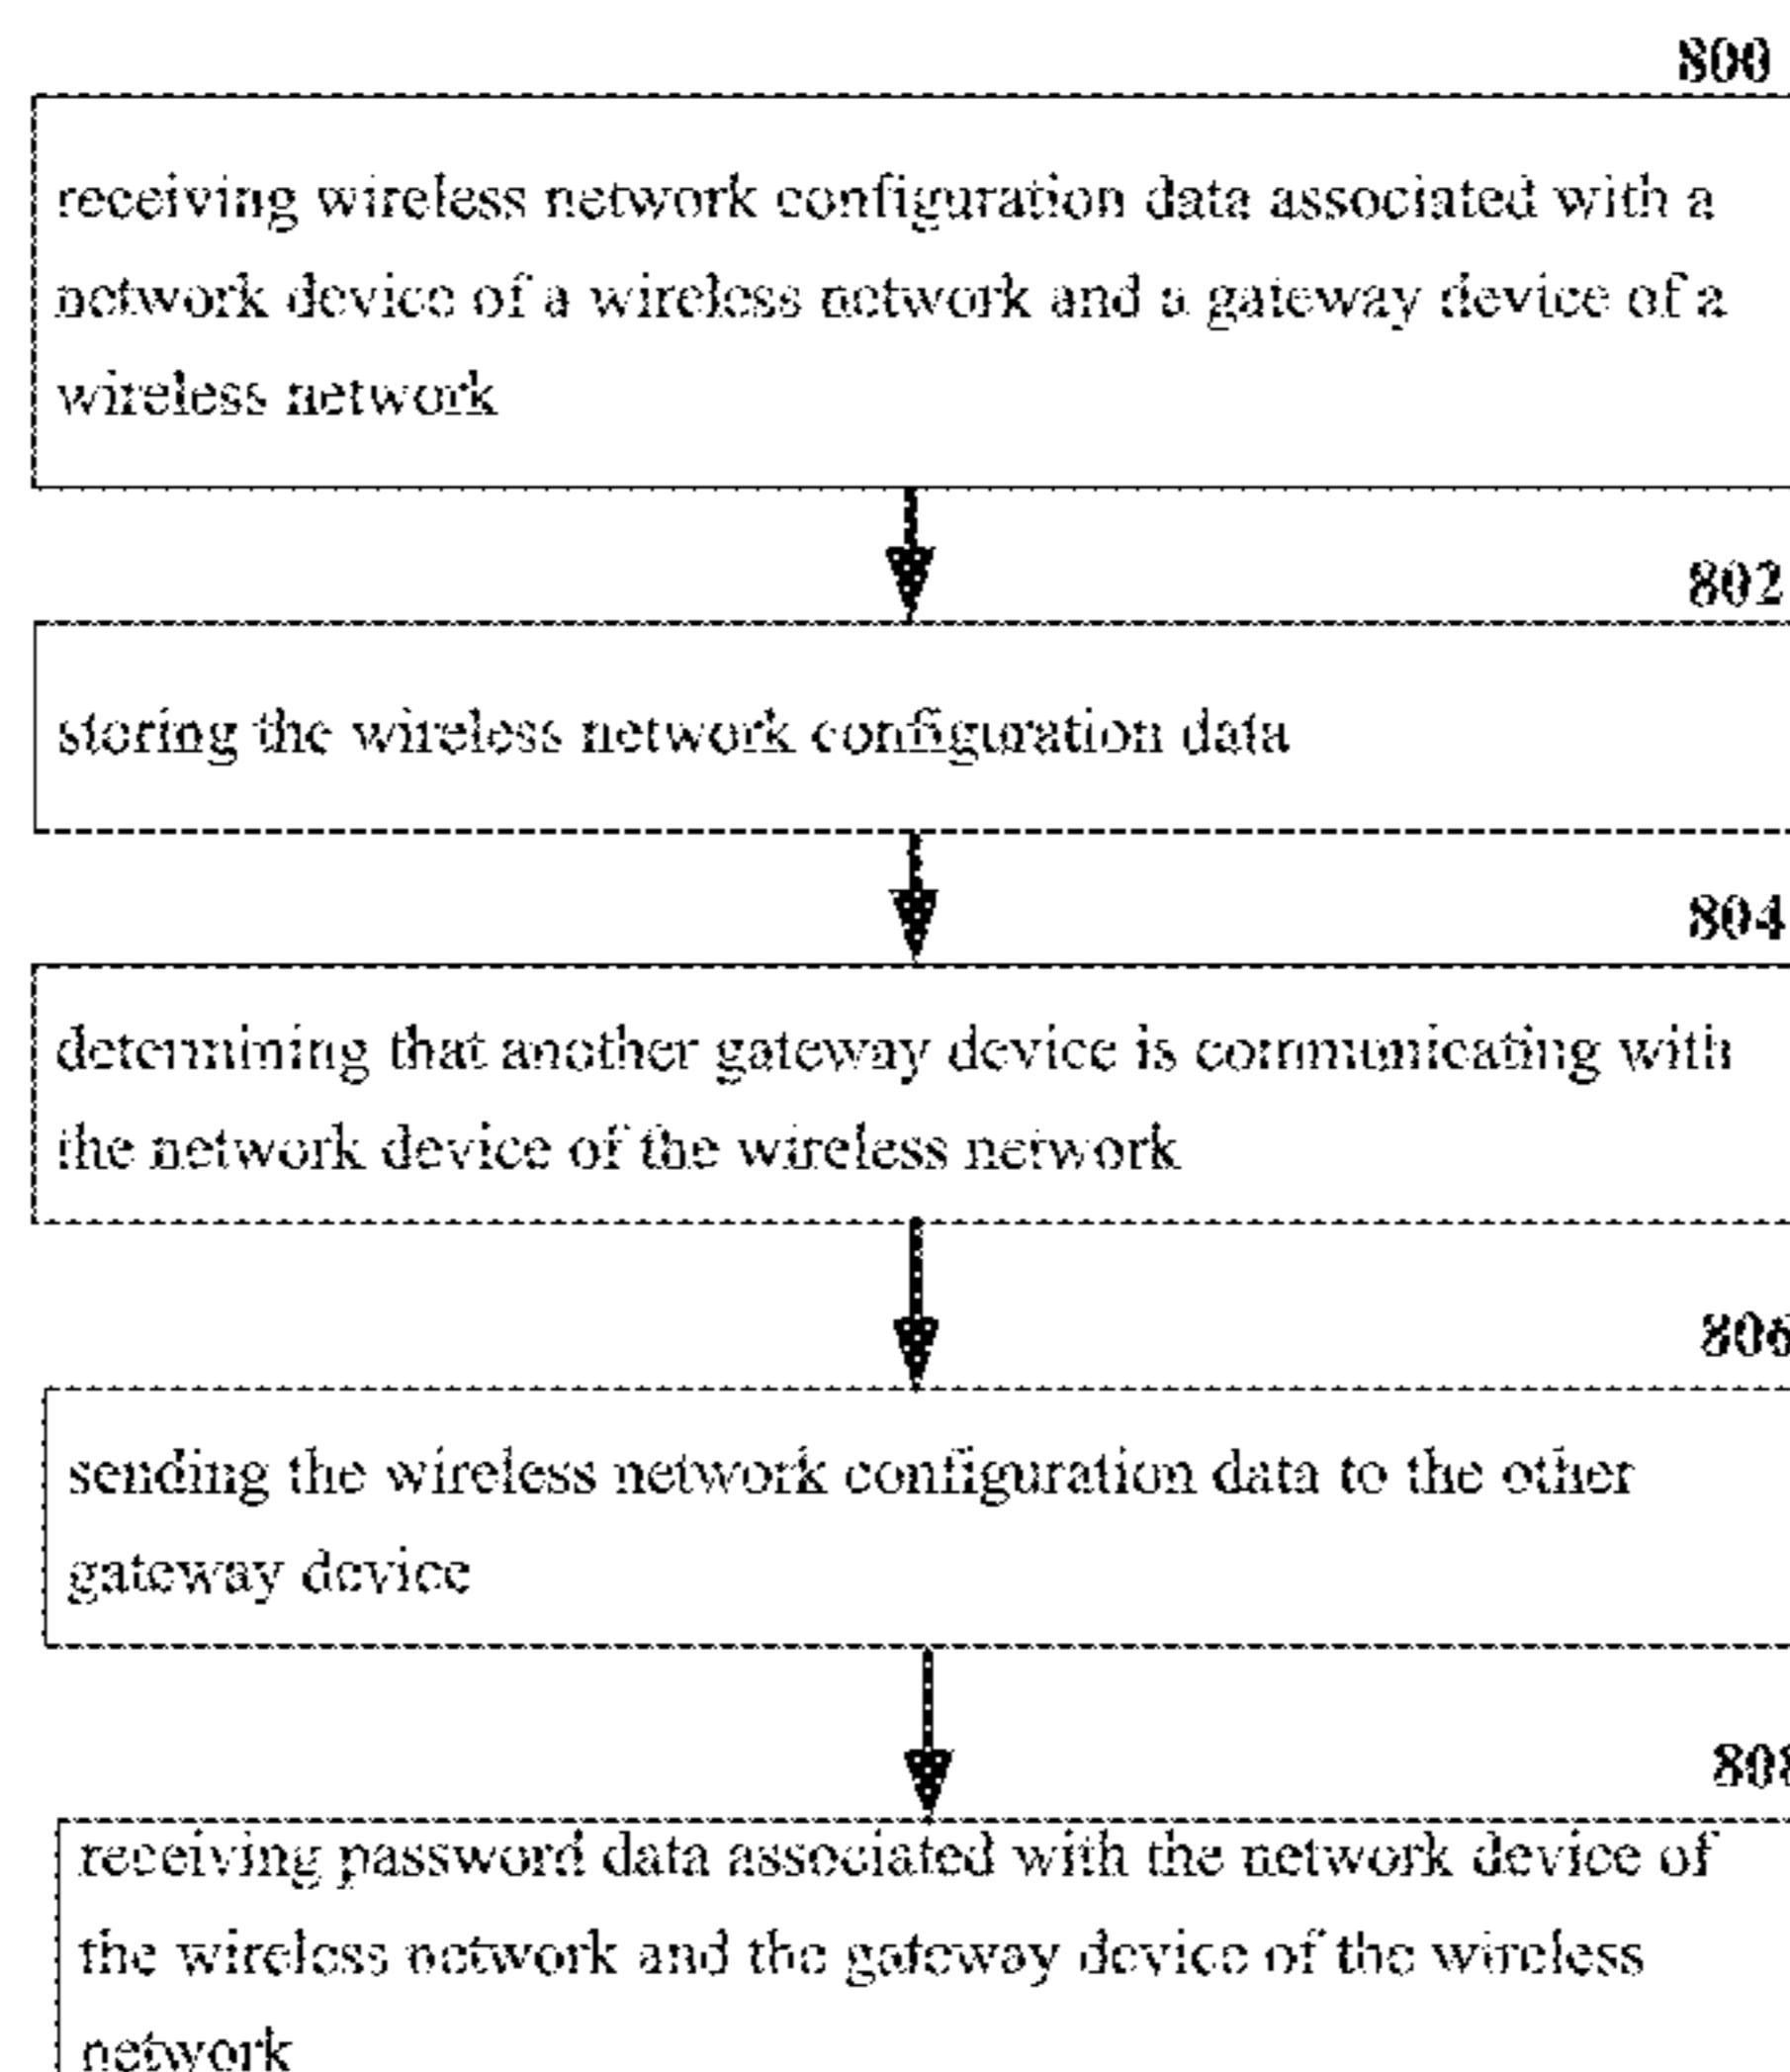 800
receiving wireless network configuration data associated with a
network device of a wireless network and a gateway device of a
wireless network
802
storing the wireless network configuration data
804
determining that another gateway device is communicating with
the network device of the wireless network
806
sending the wireless network configuration data to the other
gateway device
808
receiving password data associated with the network device of
the wireless network and the gateway device of the wireless
network